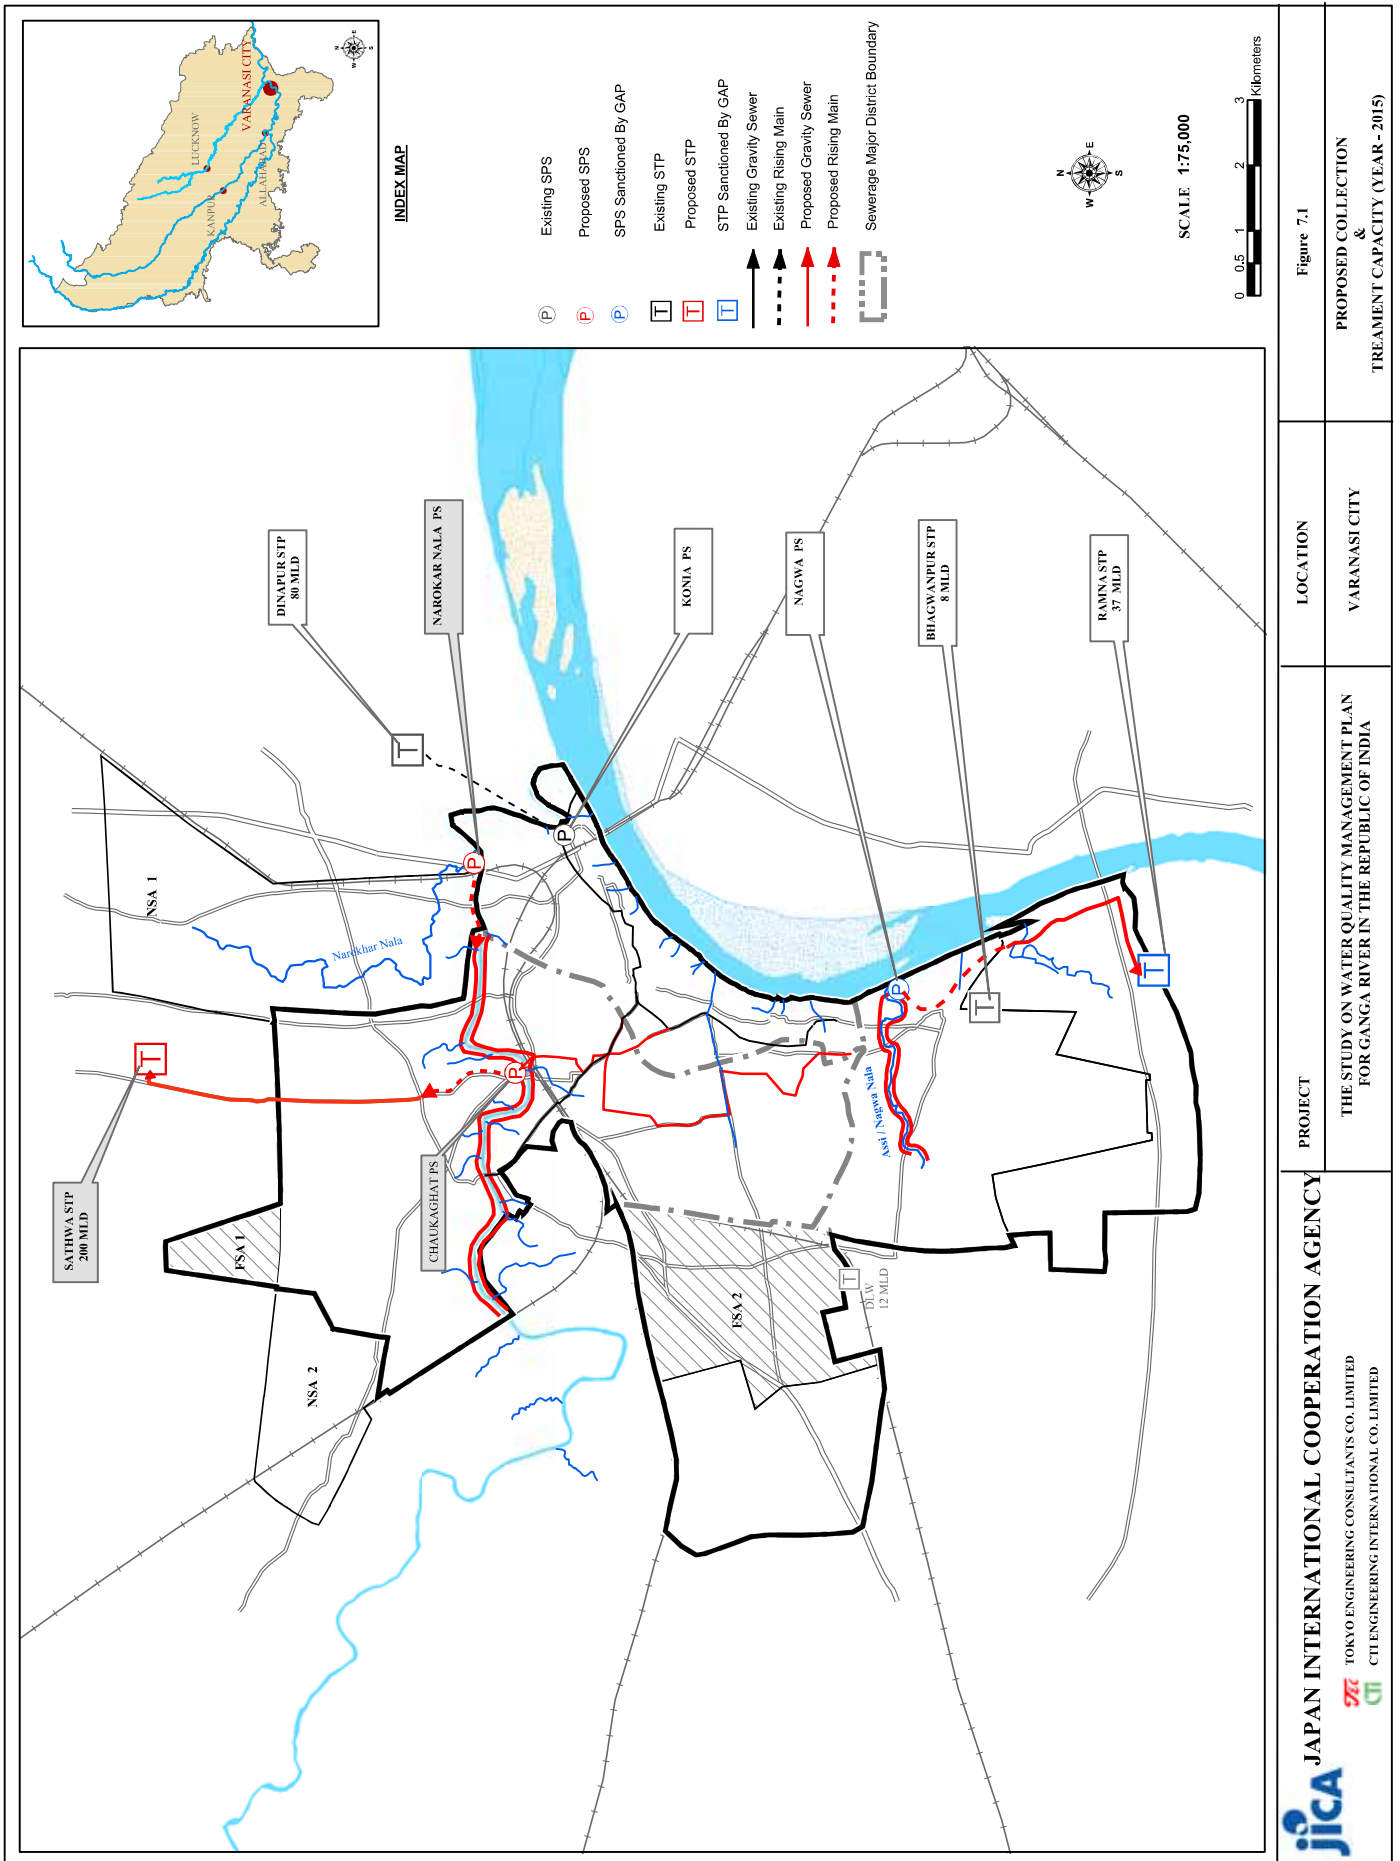 LUCKNOW
KANPUR
ALLAHABAD
VARANASI CITY
N
E
S
W
INDEX MAP
P Existing SPS
P Proposed SPS
P SPS Sanctioned By GAP
T Existing STP
T Proposed STP
T STP Sanctioned By GAP
Existing Gravity Sewer
Existing Rising Main
Proposed Gravity Sewer
Proposed Rising Main
Sewerage Major District Boundary
N
E
S
W
SCALE 1:75,000
0 0.5 1 2 3
Kilometers
SATHWA STP
200 MLD
T
NSA 1
Narokhar Nala
FSA 1
NSA 2
DINAPUR STP
80 MLD
T
NAROKAR NALA PS
P
CHAUKAGHAT PS
P
KONIA PS
P
NAGWA PS
P
Assi / Nagwa Nala
FSA 2
T
DLW
12 MLD
BHAGWANPUR STP
8 MLD
T
RAMNA STP
37 MLD
T
jica
JAPAN INTERNATIONAL COOPERATION AGENCY
TEC TOKYO ENGINEERING CONSULTANTS CO. LIMITED
CTI CTI ENGINEERING INTERNATIONAL CO. LIMITED
PROJECT
THE STUDY ON WATER QUALITY MANAGEMENT PLAN
FOR GANGA RIVER IN THE REPUBLIC OF INDIA
LOCATION
VARANASI CITY
Figure 7.1
PROPOSED COLLECTION
&
TREAMENT CAPACITY (YEAR - 2015)